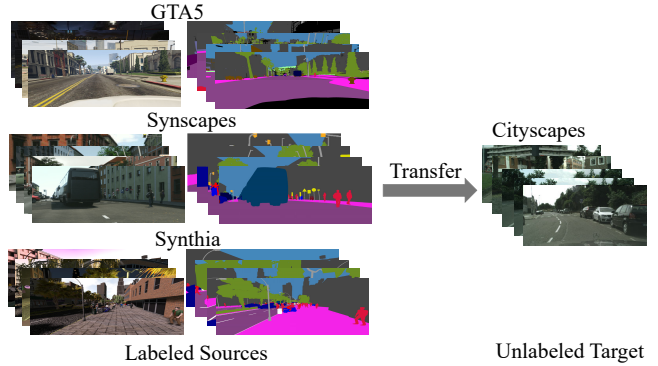 GTA5
Synscapes
Cityscapes
Transfer
Synthia
Labeled Sources
Unlabeled Target